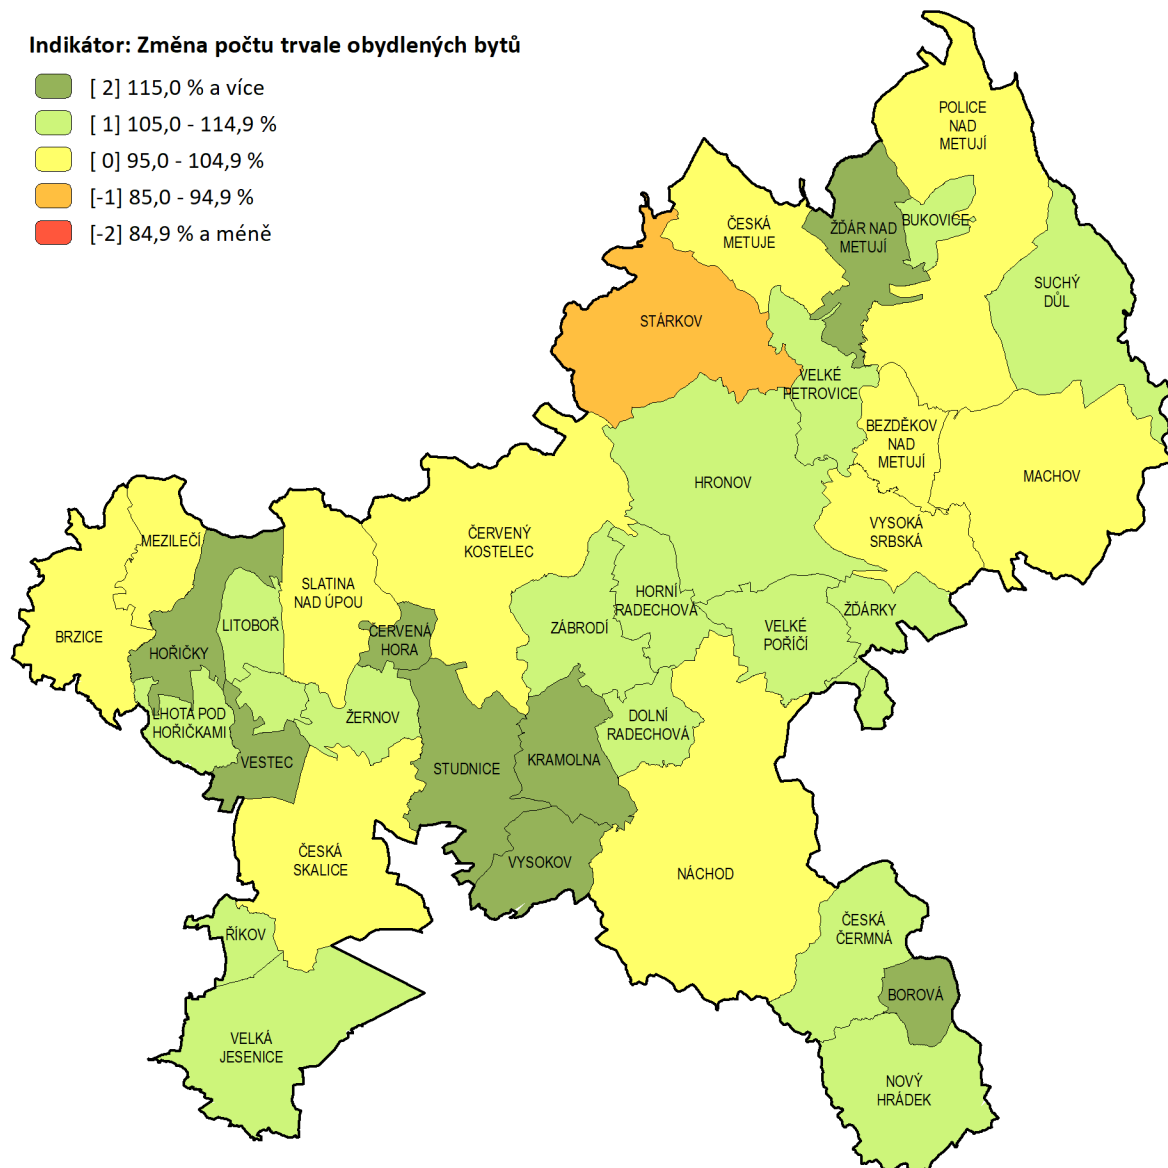 Indikátor: Změna počtu trvale obydlených bytů
[ 2] 115,0 % a více
[ 1] 105,0 - 114,9 %
[ 0] 95,0 - 104,9 %
[-1] 85,0 - 94,9 %
[-2] 84,9 % a méně
POLICE
NAD
METUJÍ
BUKOVICE
ŽĎÁR NAD
METUJÍ
ČESKÁ
METUJE
SUCHÝ
DŮL
STÁRKOV
VELKÉ
PETROVICE
BEZDĚKOV
NAD
METUJÍ
MACHOV
HRONOV
VYSOKÁ
SRBSKÁ
ČERVENÝ
KOSTELEC
MEZILEČÍ
SLATINA
NAD ÚPOU
HORNÍ
RADECHOVÁ
ŽĎÁRKY
BRZICE
LITOBOŘ
ČERVENÁ
HORA
ZÁBRODÍ
VELKÉ
POŘÍČÍ
HOŘIČKY
LHOTA POD
HOŘIČKAMI
ŽERNOV
DOLNÍ
RADECHOVÁ
VESTEC
STUDNICE
KRAMOLNA
ČESKÁ
SKALICE
VYSOKOV
NÁCHOD
ŘÍKOV
ČESKÁ
ČERMNÁ
BOROVÁ
VELKÁ
JESENICE
NOVÝ
HRÁDEK